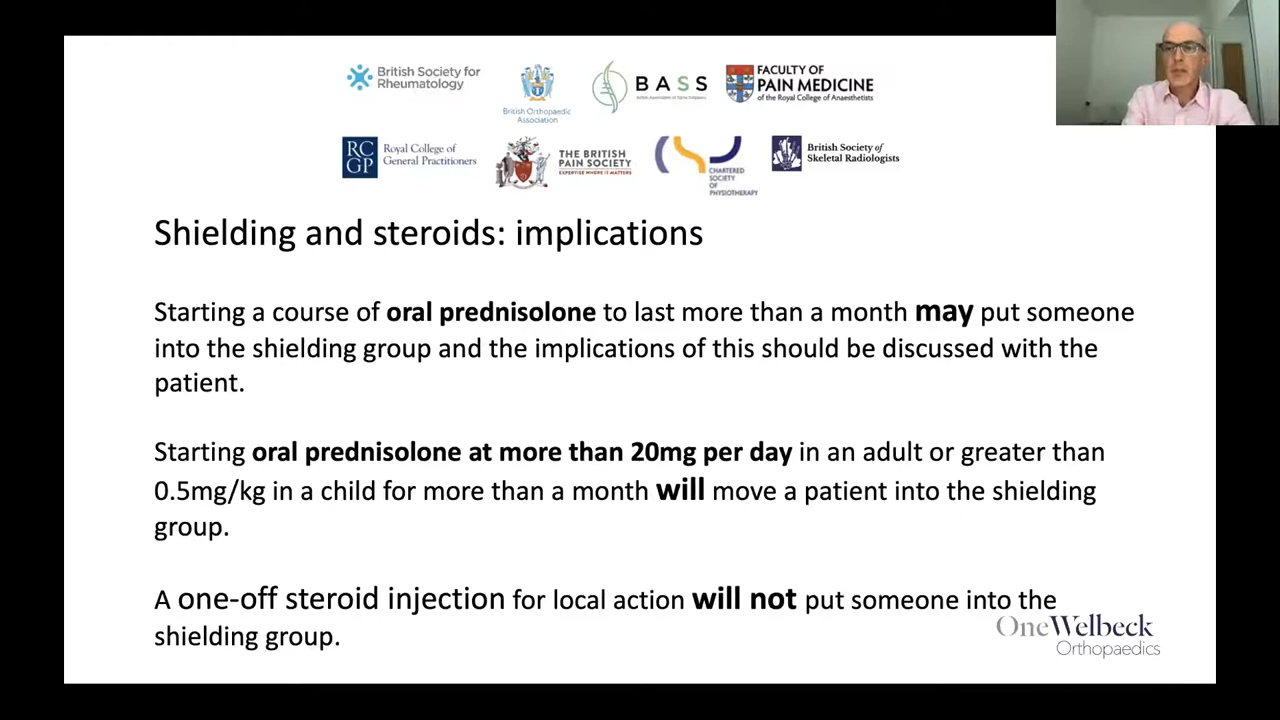 British Society for
Rheumatology
British Orthopaedic
Association
BASS
FACULTY OF
PAIN MEDICINE
of the Royal College of Anaesthetists
RC
GP
Royal College of
General Practitioners
THE BRITISH
PAIN SOCIETY
EXPERTISE WHERE IT MATTERS
CHARTERED
SOCIETY
OF
PHYSIOTHERAPY
British Society of
Skeletal Radiologists
Shielding and steroids: implications
Starting a course of oral prednisolone to last more than a month may put someone
into the shielding group and the implications of this should be discussed with the
patient.
Starting oral prednisolone at more than 20mg per day in an adult or greater than
0.5mg/kg in a child for more than a month will move a patient into the shielding
group.
A one-off steroid injection for local action will not put someone into the
shielding group.
OneWelbeck
Orthopaedics